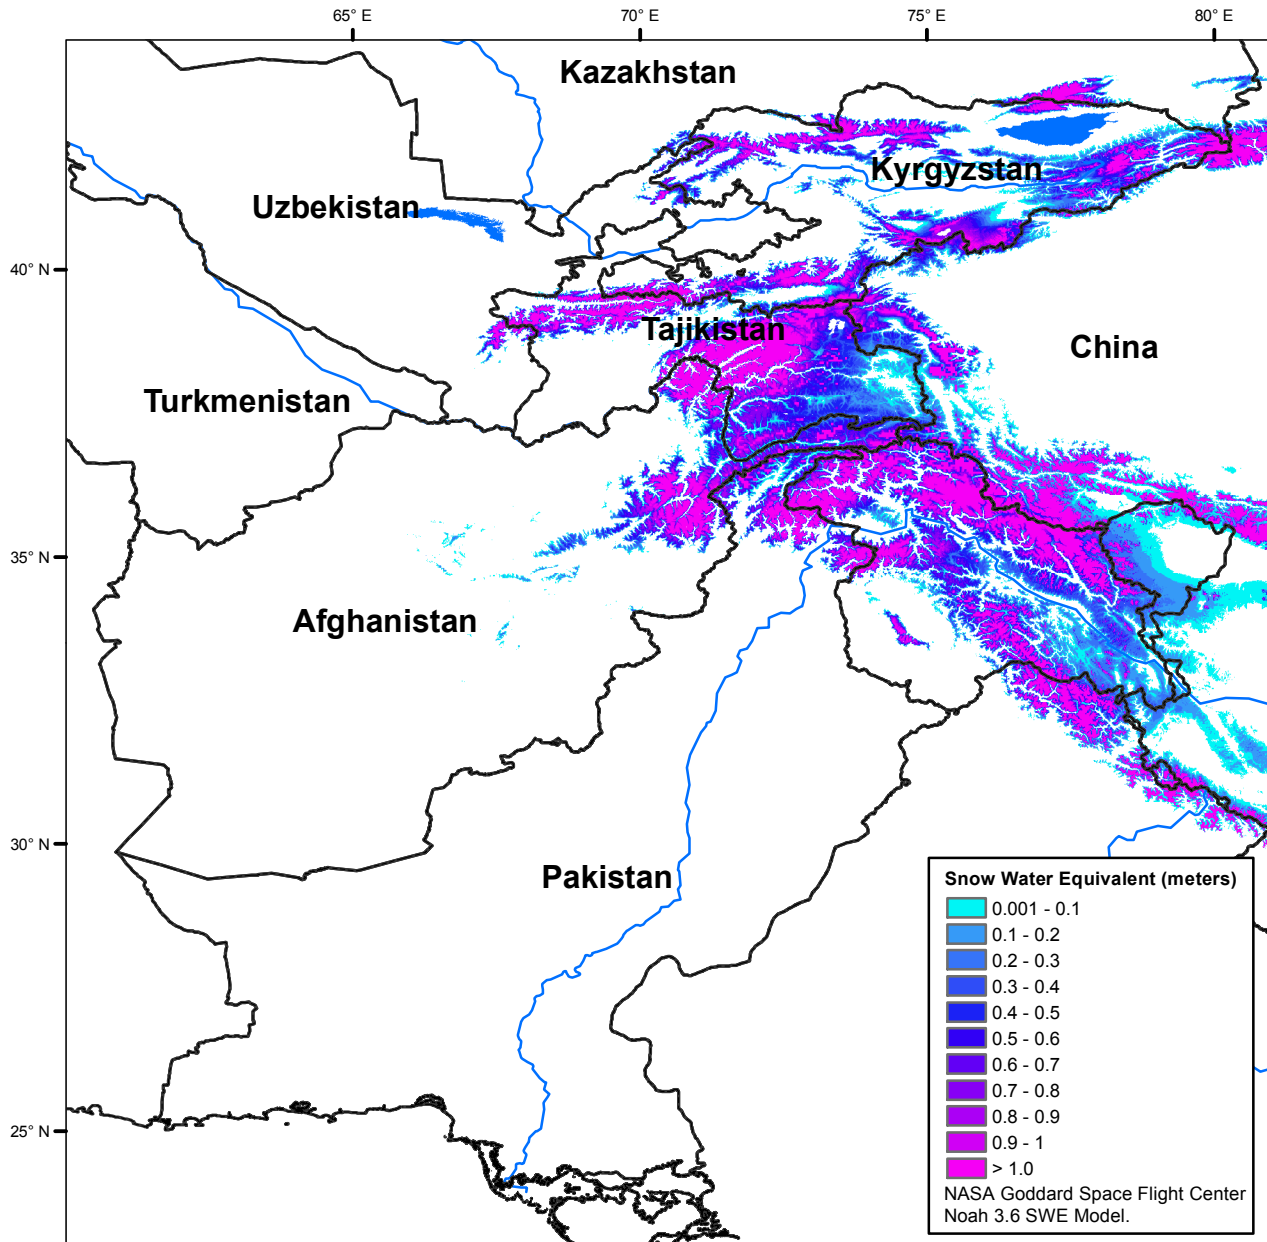 65° E
70° E
75° E
80° E
Kazakhstan
Kyrgyzstan
Uzbekistan
40° N
Tajikistan
China
Turkmenistan
35° N
Afghanistan
30° N
Pakistan
25° N
Snow Water Equivalent (meters)
0.001 - 0.1
0.1 - 0.2
0.2 - 0.3
0.3 - 0.4
0.4 - 0.5
0.5 - 0.6
0.6 - 0.7
0.7 - 0.8
0.8 - 0.9
0.9 - 1
> 1.0
NASA Goddard Space Flight Center
Noah 3.6 SWE Model.